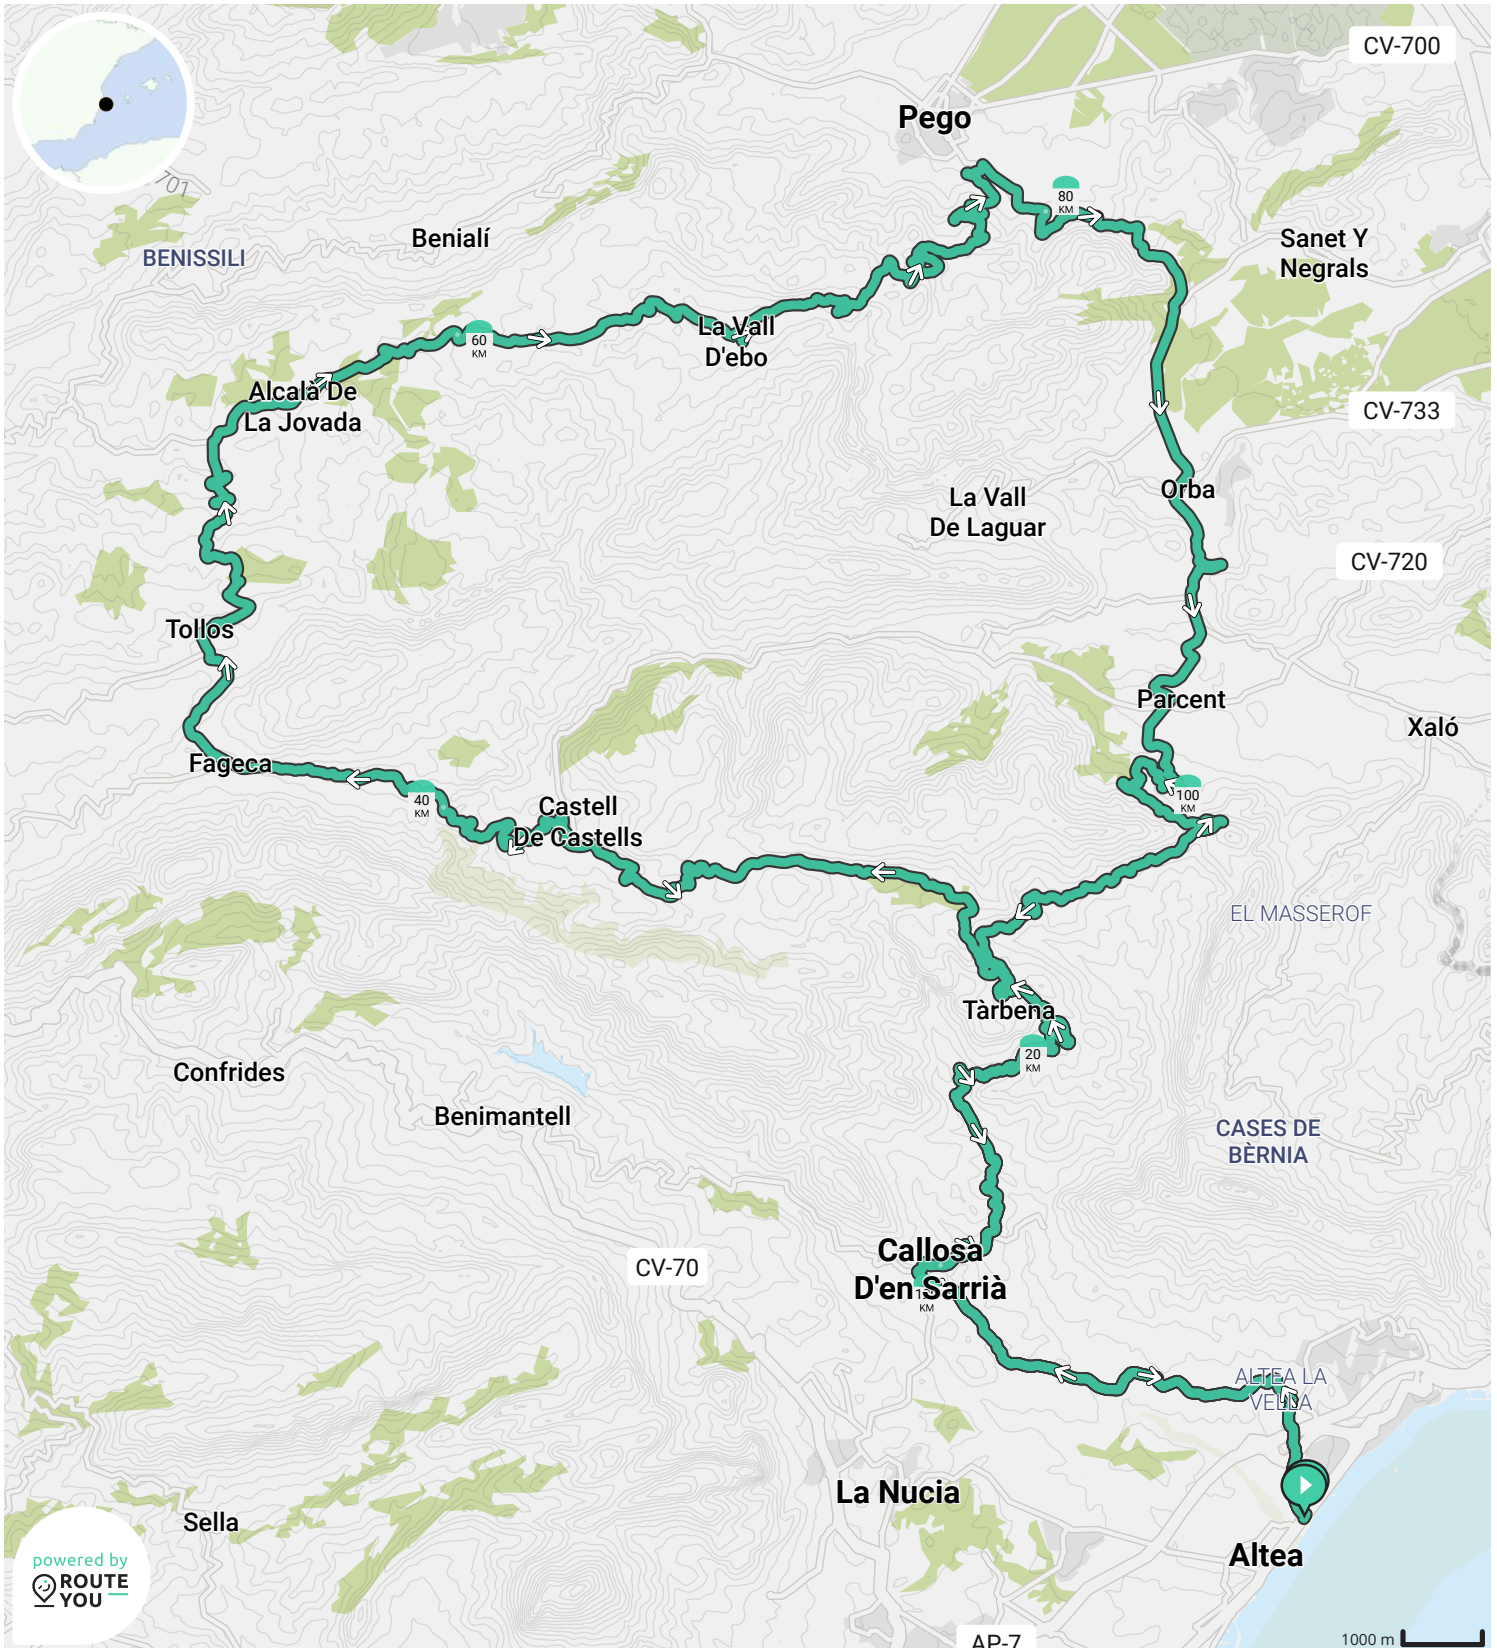 CV-700
Pego
701
80
KM
Benialí
BENISSILI
Sanet Y
Negrals
60
KM
La Vall
D'ebo
Alcalà De
La Jovada
CV-733
Orba
La Vall
De Laguar
CV-720
Tollos
Parcent
Xaló
Fageca
40
KM
Castell
De Castells
100
KM
EL MASSEROF
Tàrbena
20
KM
Confrides
Benimantell
CASES DE
BÈRNIA
CV-70
Callosa
D'en Sarrià
KM
ALTEA LA
VELLA
La Nucia
Sella
Altea
powered by
ROUTE
YOU
AP-7
1000 m